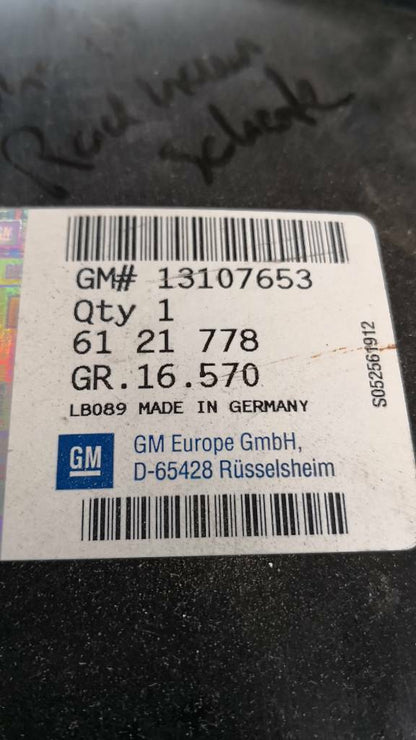 GM
GM# 13107653
Qty 1
61 21 778
GR.16.570
LB089 MADE IN GERMANY
S052561912
GM
GM Europe GmbH,
D-65428 Rüsselsheim